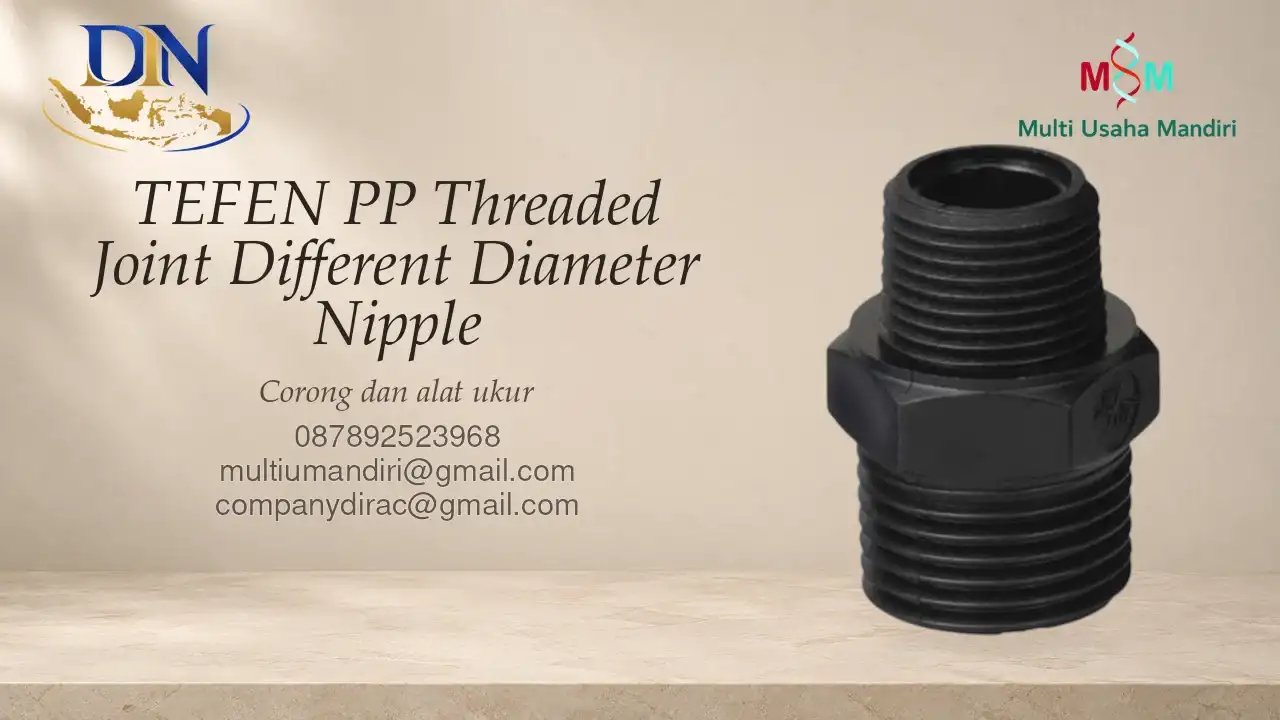 DN
MSM
Multi Usaha Mandiri
TEFEN PP Threaded
Joint Different Diameter
Nipple
Corong dan alat ukur
087892523968
multiumandiri@gmail.com
companydirac@gmail.com